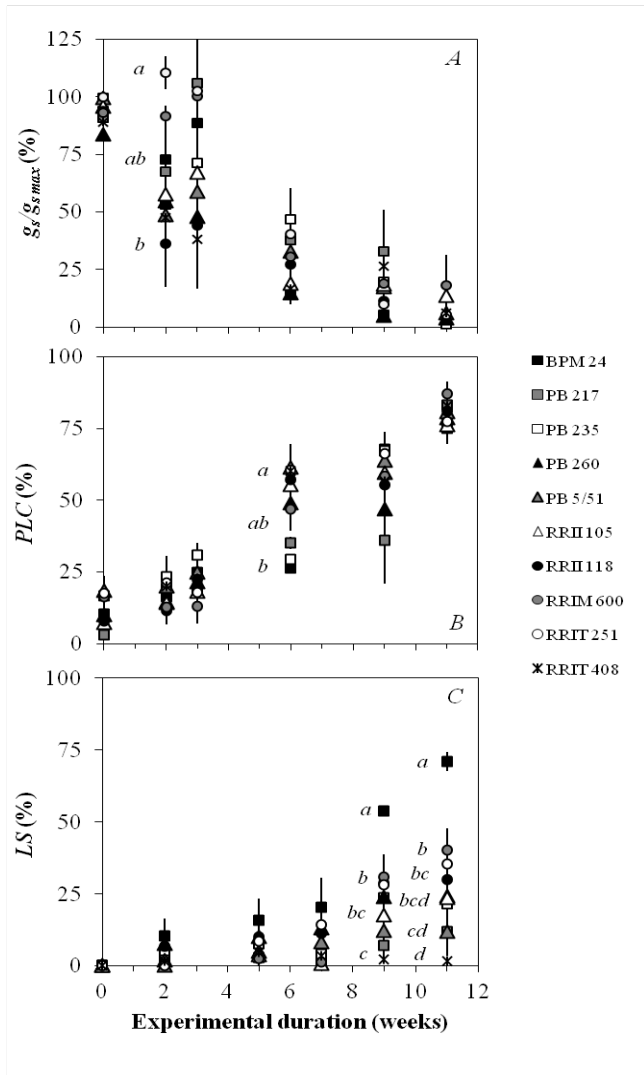 125
100
75
50
25
0
gs/gs max (%)
A
a
ab
b
100
75
50
25
0
PLC (%)
a
ab
b
B
BPM 24
PB 217
PB 235
PB 260
PB 5/51
RRII 105
RRII 118
RRIM 600
RRIT 251
RRIT 408
100
75
50
25
0
LS (%)
C
a
b
bc
c
a
b
bc
bcd
cd
d
0 2 4 6 8 10 12
Experimental duration (weeks)